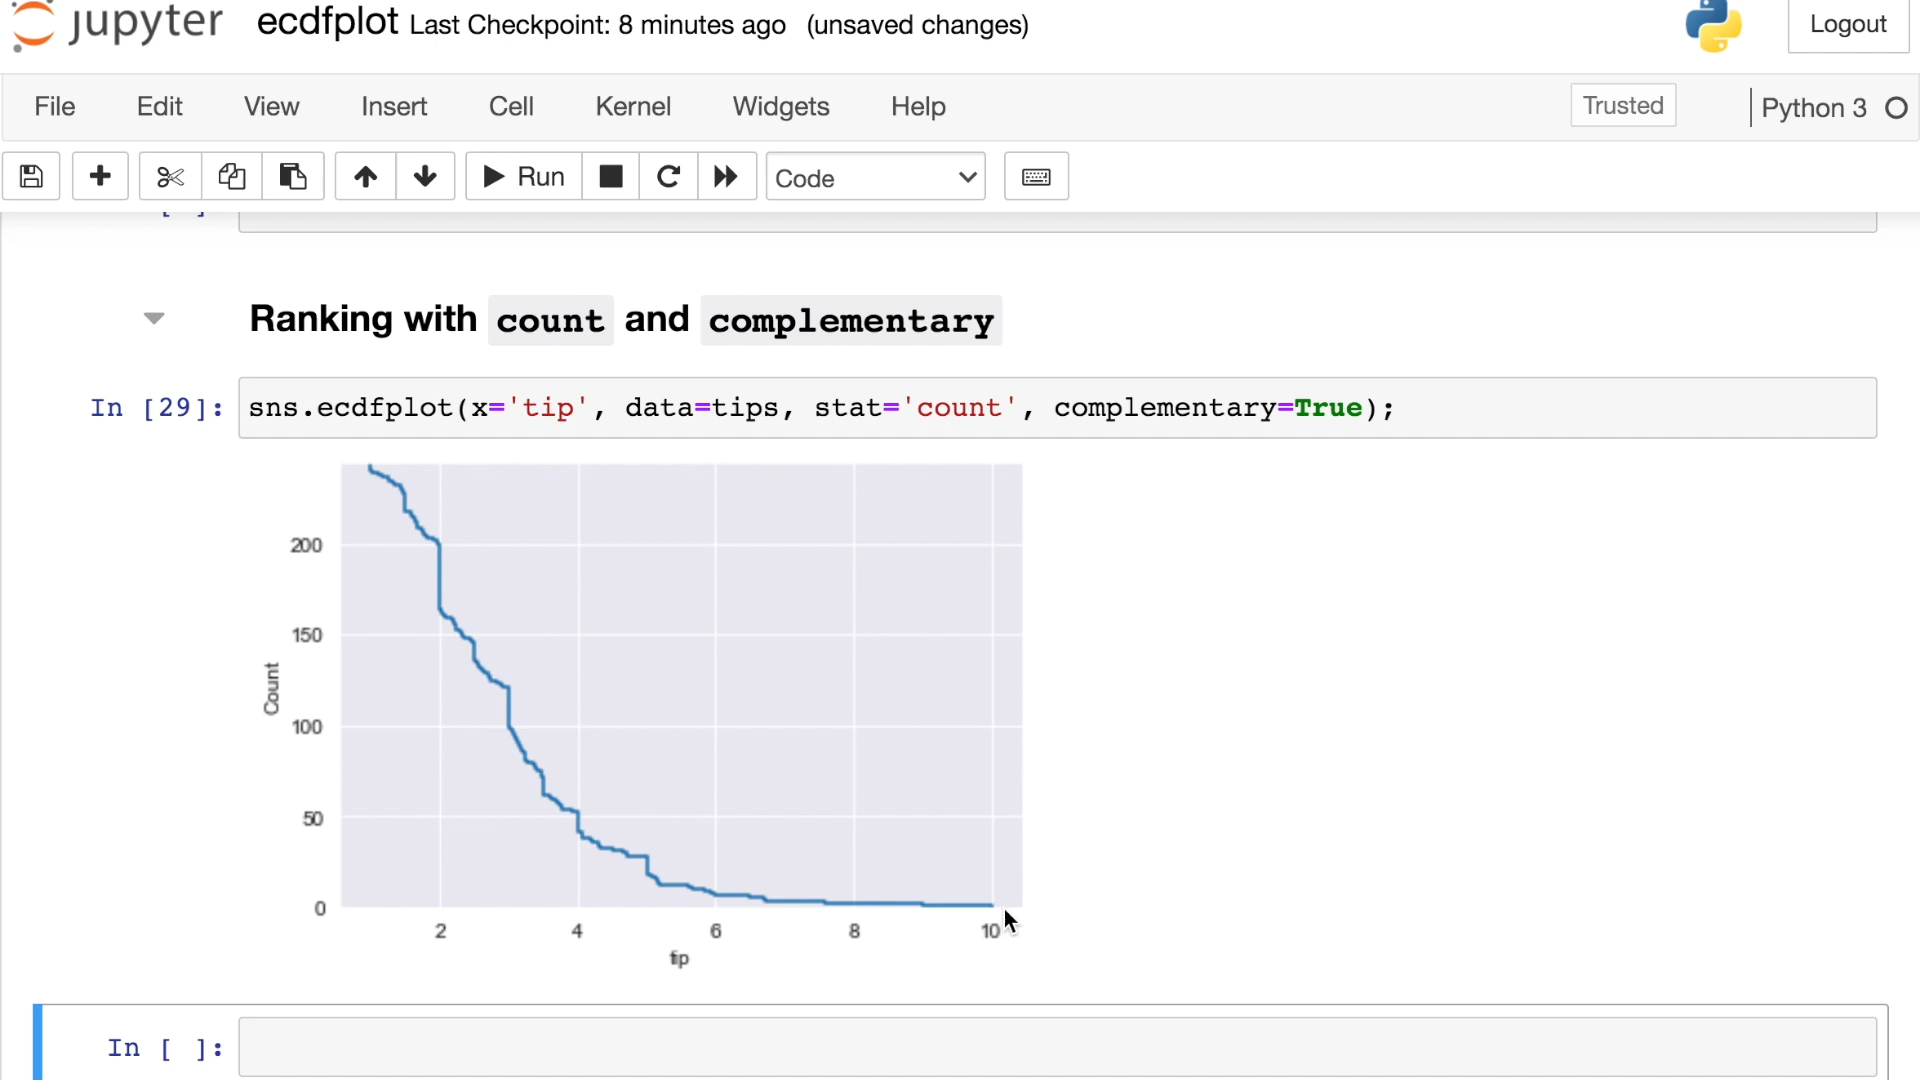 jupyter ecdfplot Last Checkpoint: 8 minutes ago (unsaved changes) Logout
File Edit View Insert Cell Kernel Widgets Help Trusted Python 3
Run Code
[ ]
Ranking with count and complementary
In [29]: sns.ecdfplot(x='tip', data=tips, stat='count', complementary=True);
200
150
100
50
0
Count
2 4 6 8 10
tip
In [ ]: